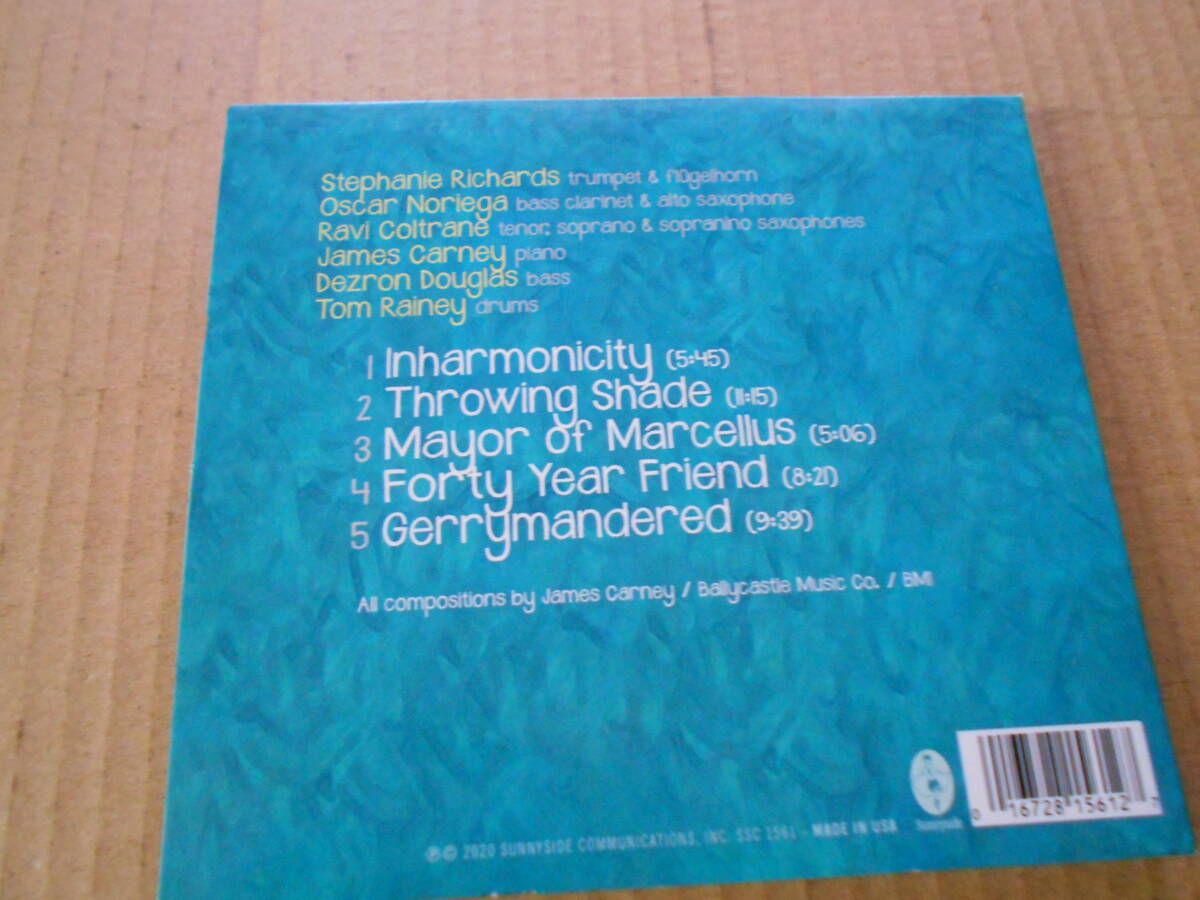 Stephanie Richards trumpet & flügelhorn
Oscar Noriega bass clarinet & alto saxophone
Ravi Coltrane tenor, soprano & sopranino saxophones
James Carney piano
Dezron Douglas bass
Tom Rainey drums
1 Inharmonicity (5:45)
2 Throwing Shade (11:15)
3 Mayor of Marcellus (5:06)
4 Forty Year Friend (8:21)
5 Gerrymandered (9:39)
All compositions by James Carney / Ballycastle Music Co. / BMI
Sunnyside
0 16728 15612 7
℗© 2020 SUNNYSIDE COMMUNICATIONS, INC. SSC 1561 - MADE IN USA